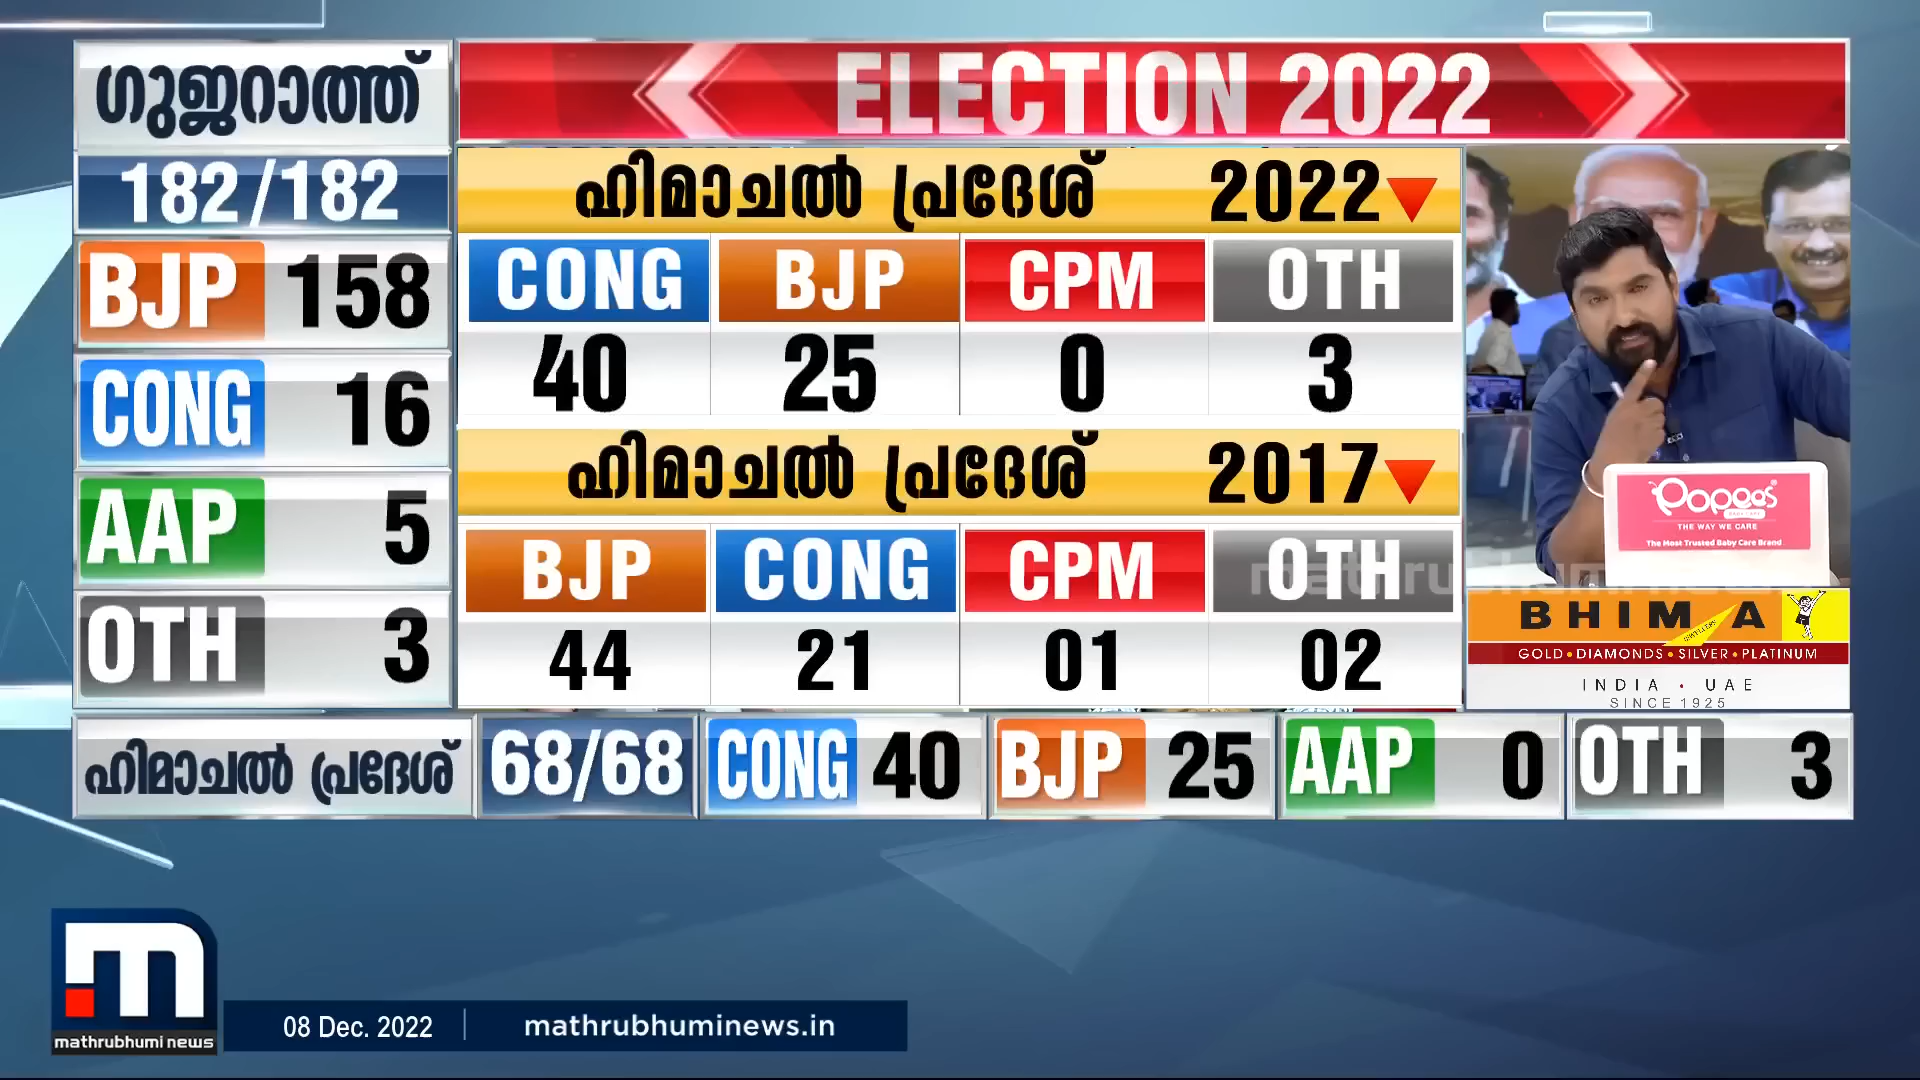 ഗുജറാത്ത്
182/182
BJP 158
CONG 16
AAP 5
OTH 3
ELECTION 2022
ഹിമാചൽ പ്രദേശ് 2022
CONG BJP CPM OTH
40 25 0 3
ഹിമാചൽ പ്രദേശ് 2017
BJP CONG CPM OTH
44 21 01 02
Popees
BABY CARE
THE WAY WE CARE
The Most Trusted Baby Care Brand
BHIMA
JEWELLERY
GOLD•DIAMONDS•SILVER•PLATINUM
INDIA • UAE
SINCE 1925
ഹിമാചൽ പ്രദേശ് 68/68 CONG 40 BJP 25 AAP 0 OTH 3
mathrubhumi news
08 Dec. 2022 mathrubhuminews.in